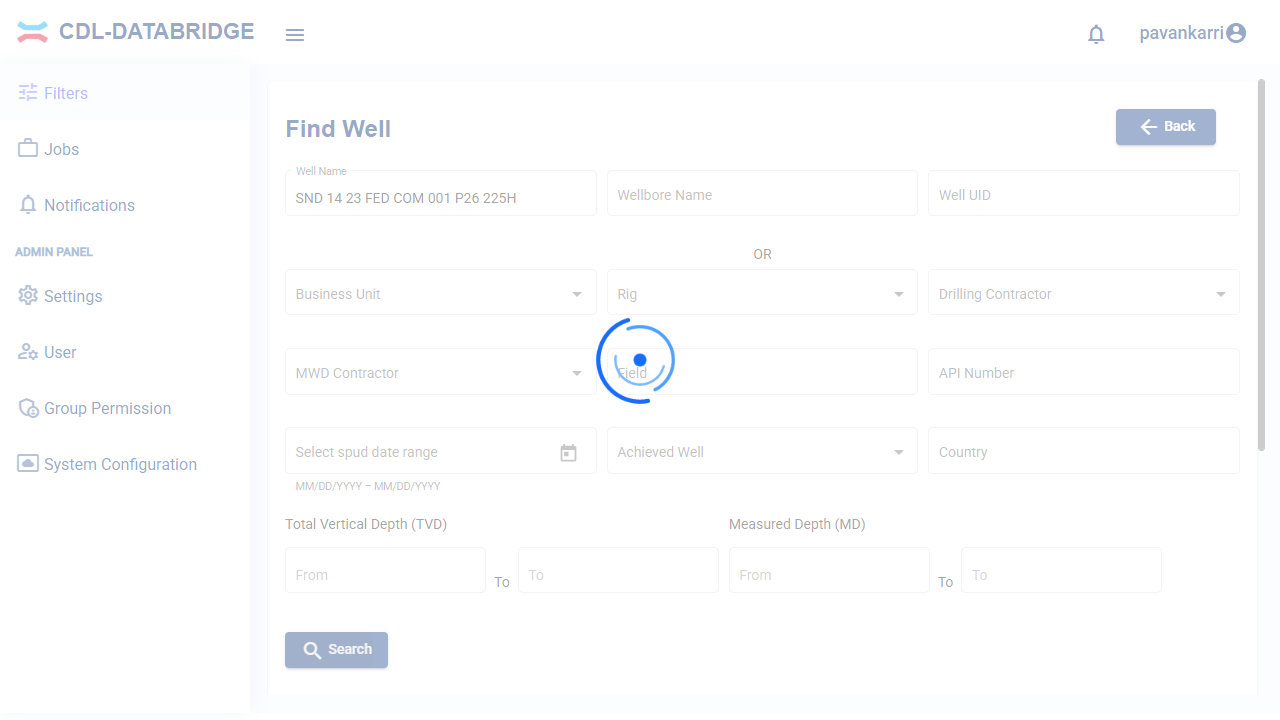 CDL-DATABRIDGE
pavankarri
Filters
Jobs
Notifications
ADMIN PANEL
Settings
User
Group Permission
System Configuration
Find Well
Back
Well Name
SND 14 23 FED COM 001 P26 225H
Wellbore Name
Well UID
OR
Business Unit
Rig
Drilling Contractor
MWD Contractor
Field
API Number
Select spud date range
Achieved Well
Country
MM/DD/YYYY – MM/DD/YYYY
Total Vertical Depth (TVD)
Measured Depth (MD)
From
To
To
From
To
To
Search